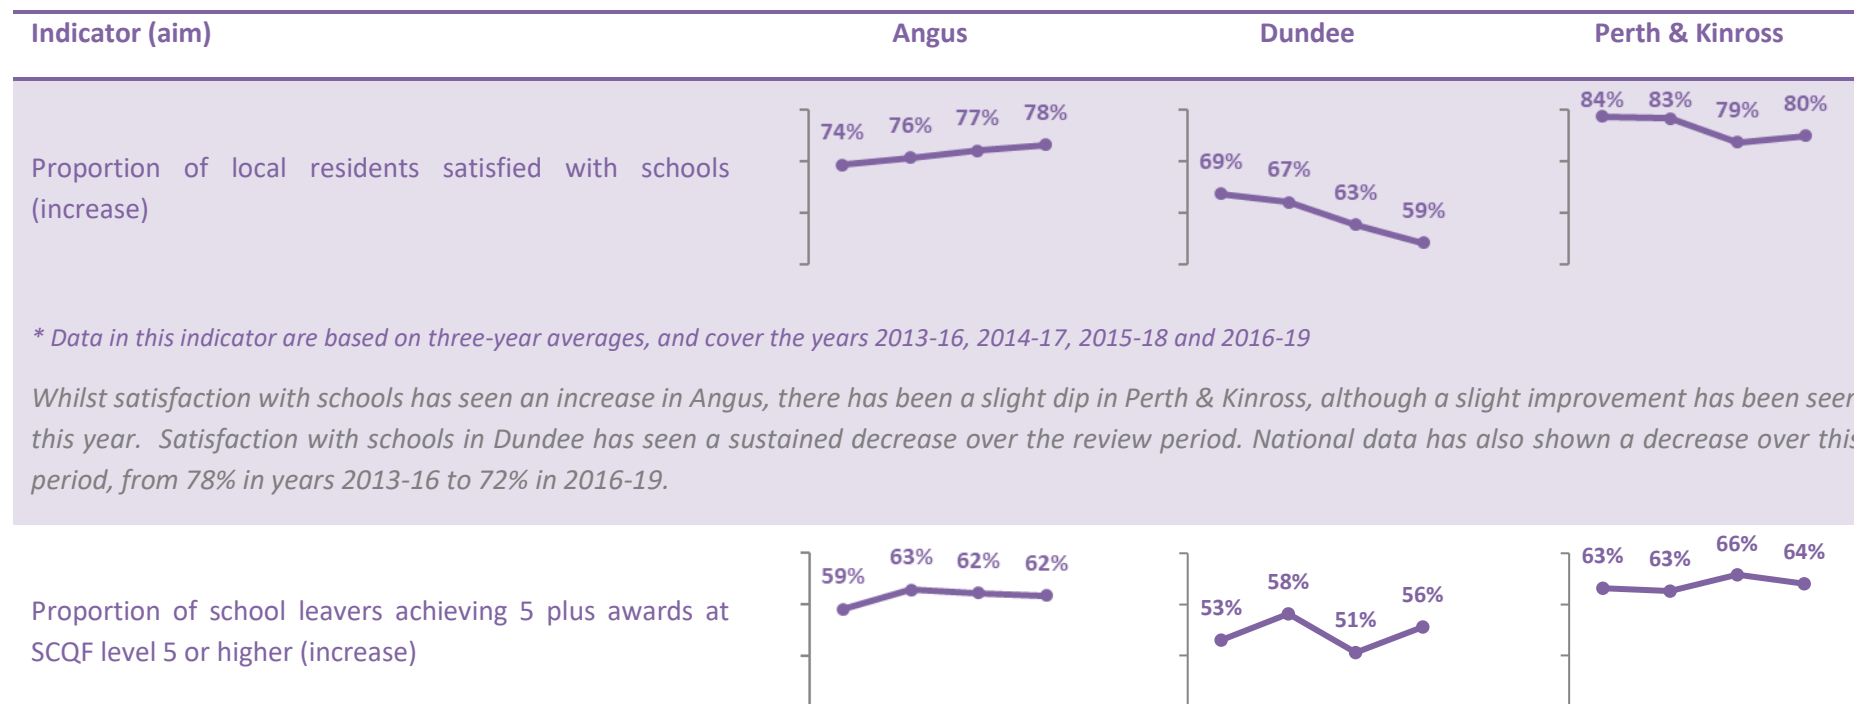 Indicator (aim) Angus Dundee Perth & Kinross
74% 76% 77% 78%
69% 67% 63% 59%
84% 83% 79% 80%
Proportion of local residents satisfied with schools
(increase)
* Data in this indicator are based on three-year averages, and cover the years 2013-16, 2014-17, 2015-18 and 2016-19
Whilst satisfaction with schools has seen an increase in Angus, there has been a slight dip in Perth & Kinross, although a slight improvement has been seen
this year. Satisfaction with schools in Dundee has seen a sustained decrease over the review period. National data has also shown a decrease over this
period, from 78% in years 2013-16 to 72% in 2016-19.
59% 63% 62% 62%
53% 58% 51% 56%
63% 63% 66% 64%
Proportion of school leavers achieving 5 plus awards at
SCQF level 5 or higher (increase)